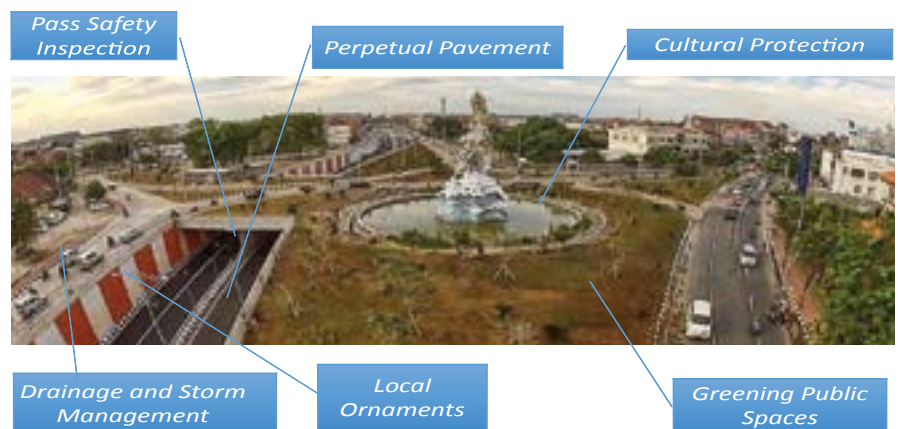 Pass Safety
Inspection
Perpetual Pavement
Cultural Protection
Drainage and Storm
Management
Local
Ornaments
Greening Public
Spaces